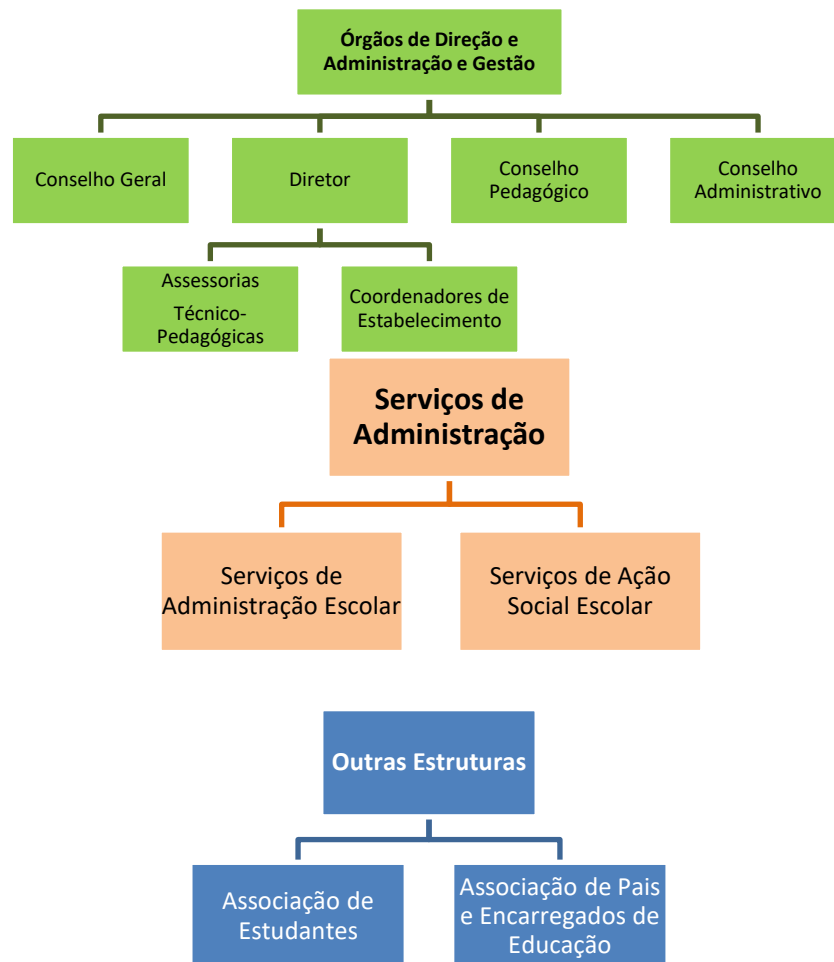 Órgãos de Direção e
Administração e Gestão
Conselho Geral
Diretor
Conselho
Pedagógico
Conselho
Administrativo
Assessorias
Técnico-
Pedagógicas
Coordenadores de
Estabelecimento
Serviços de
Administração
Serviços de
Administração Escolar
Serviços de Ação
Social Escolar
Outras Estruturas
Associação de
Estudantes
Associação de Pais
e Encarregados de
Educação